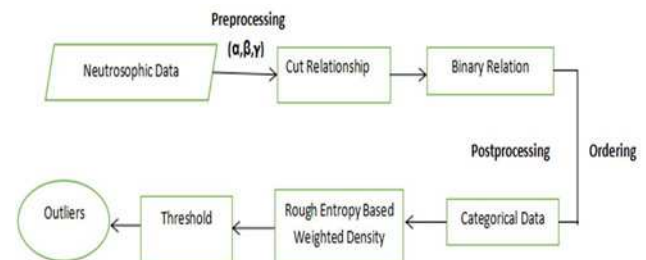 Preprocessing
(α,β,γ)
Neutrosophic Data
Cut Relationship
Binary Relation
Postprocessing
Ordering
Outliers
Threshold
Rough Entropy Based
Weighted Density
Categorical Data